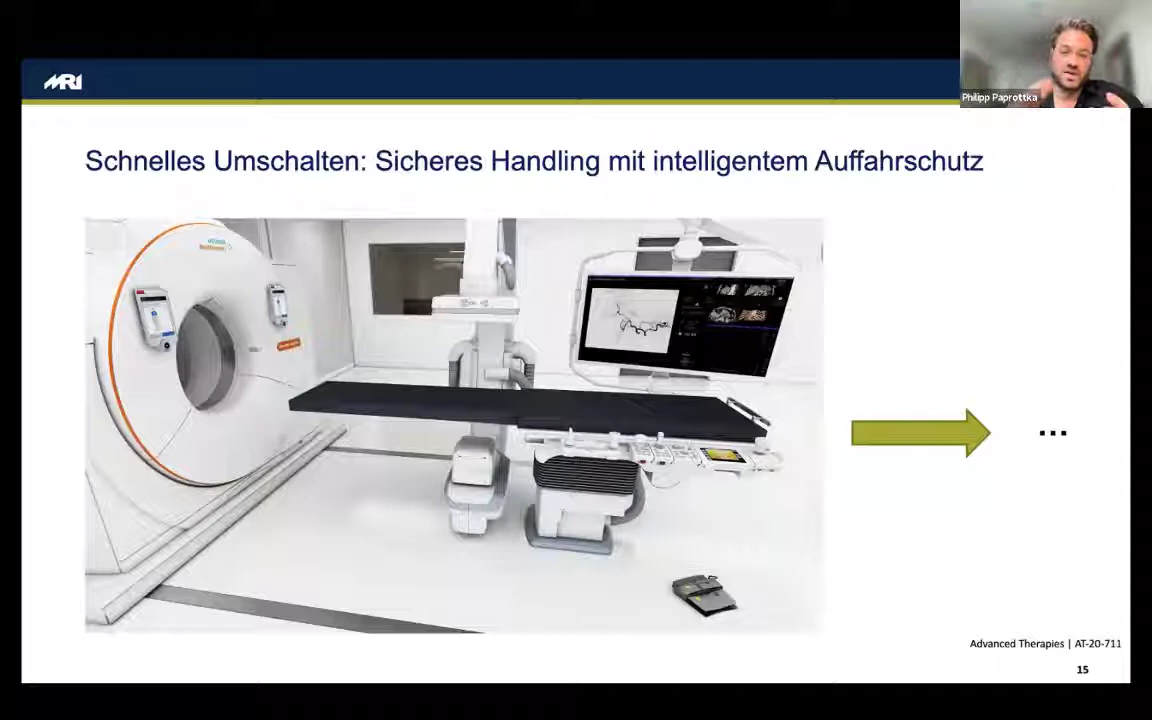 MRI
Philipp Paprottka
Schnelles Umschalten: Sicheres Handling mit intelligentem Auffahrschutz
...
Advanced Therapies | AT-20-711
15